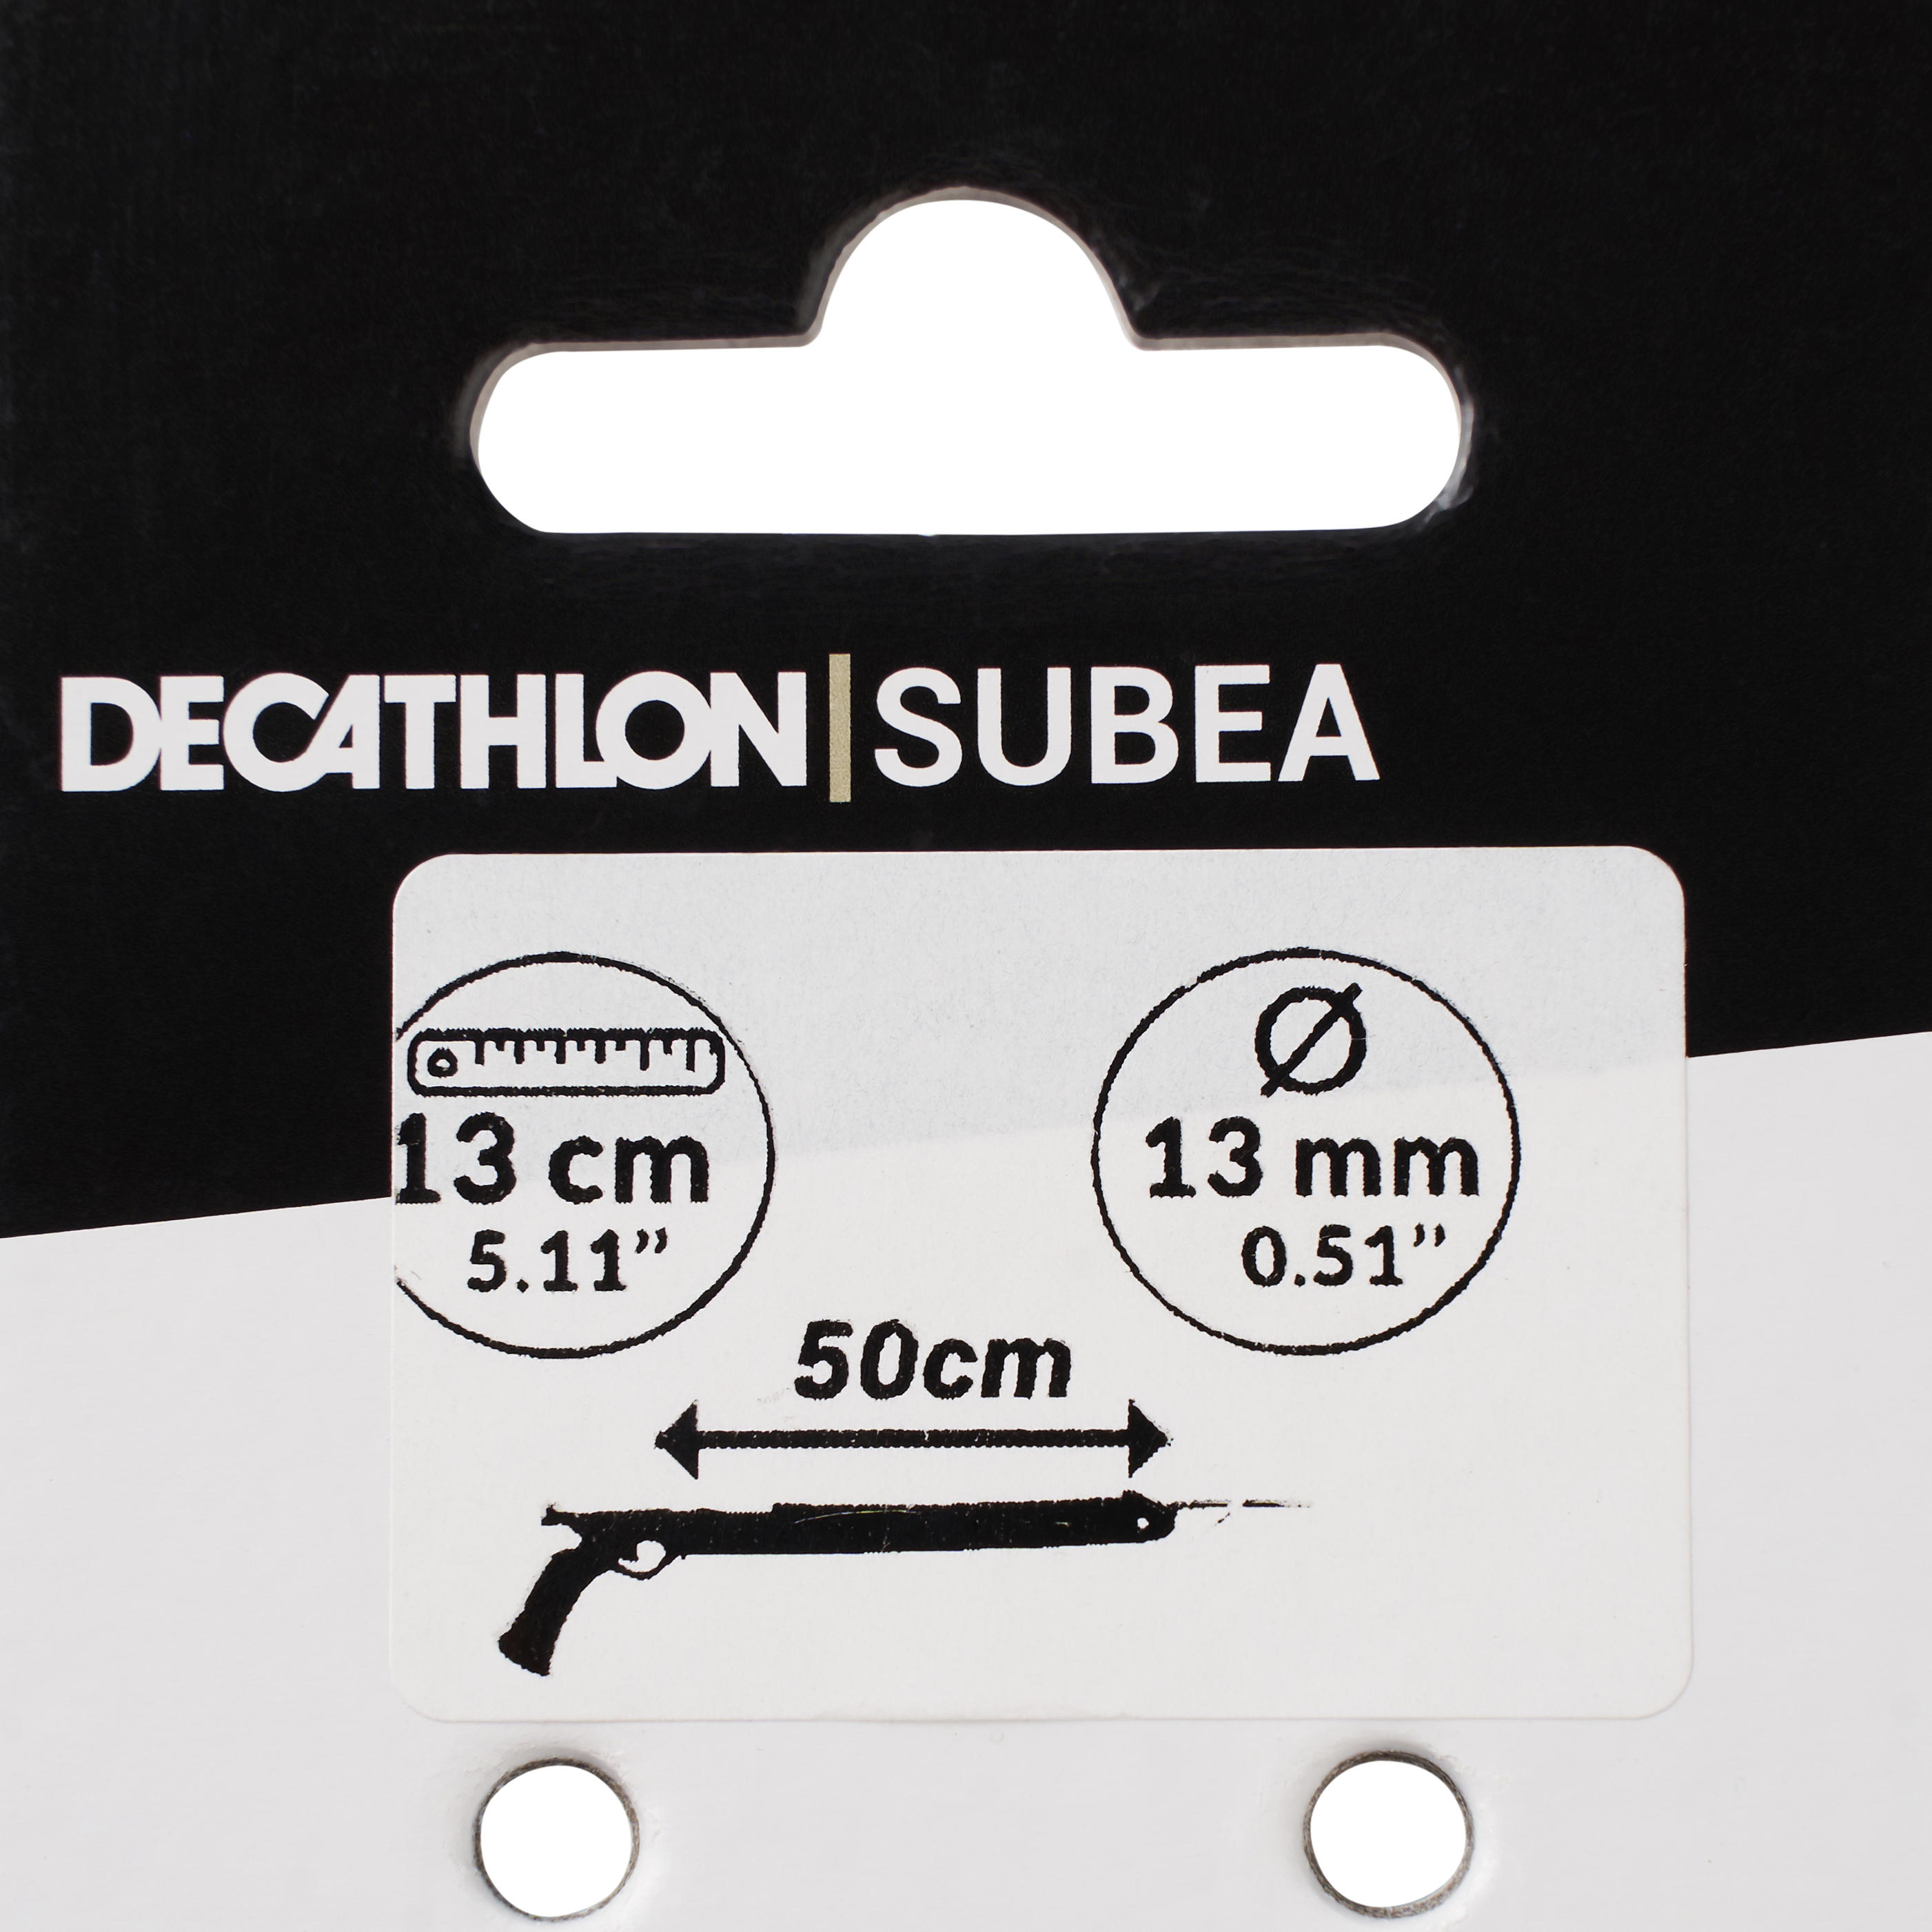 DECATHLON|SUBEA
Ø
13 cm
13 mm
5.11”
0.51”
50cm